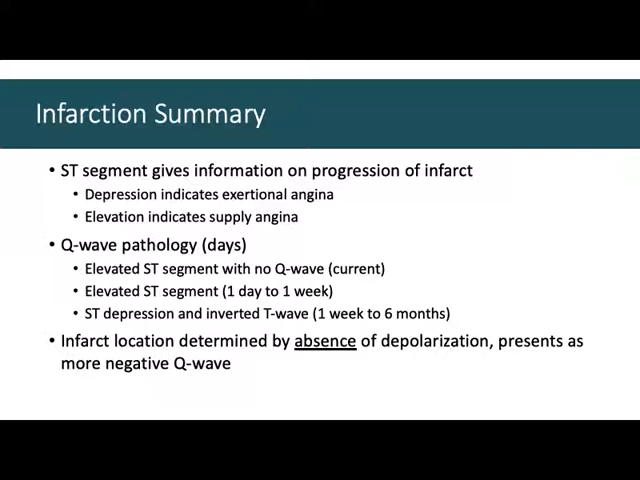 Infarction Summary
• ST segment gives information on progression of infarct
• Depression indicates exertional angina
• Elevation indicates supply angina
• Q-wave pathology (days)
• Elevated ST segment with no Q-wave (current)
• Elevated ST segment (1 day to 1 week)
• ST depression and inverted T-wave (1 week to 6 months)
• Infarct location determined by absence of depolarization, presents as
more negative Q-wave